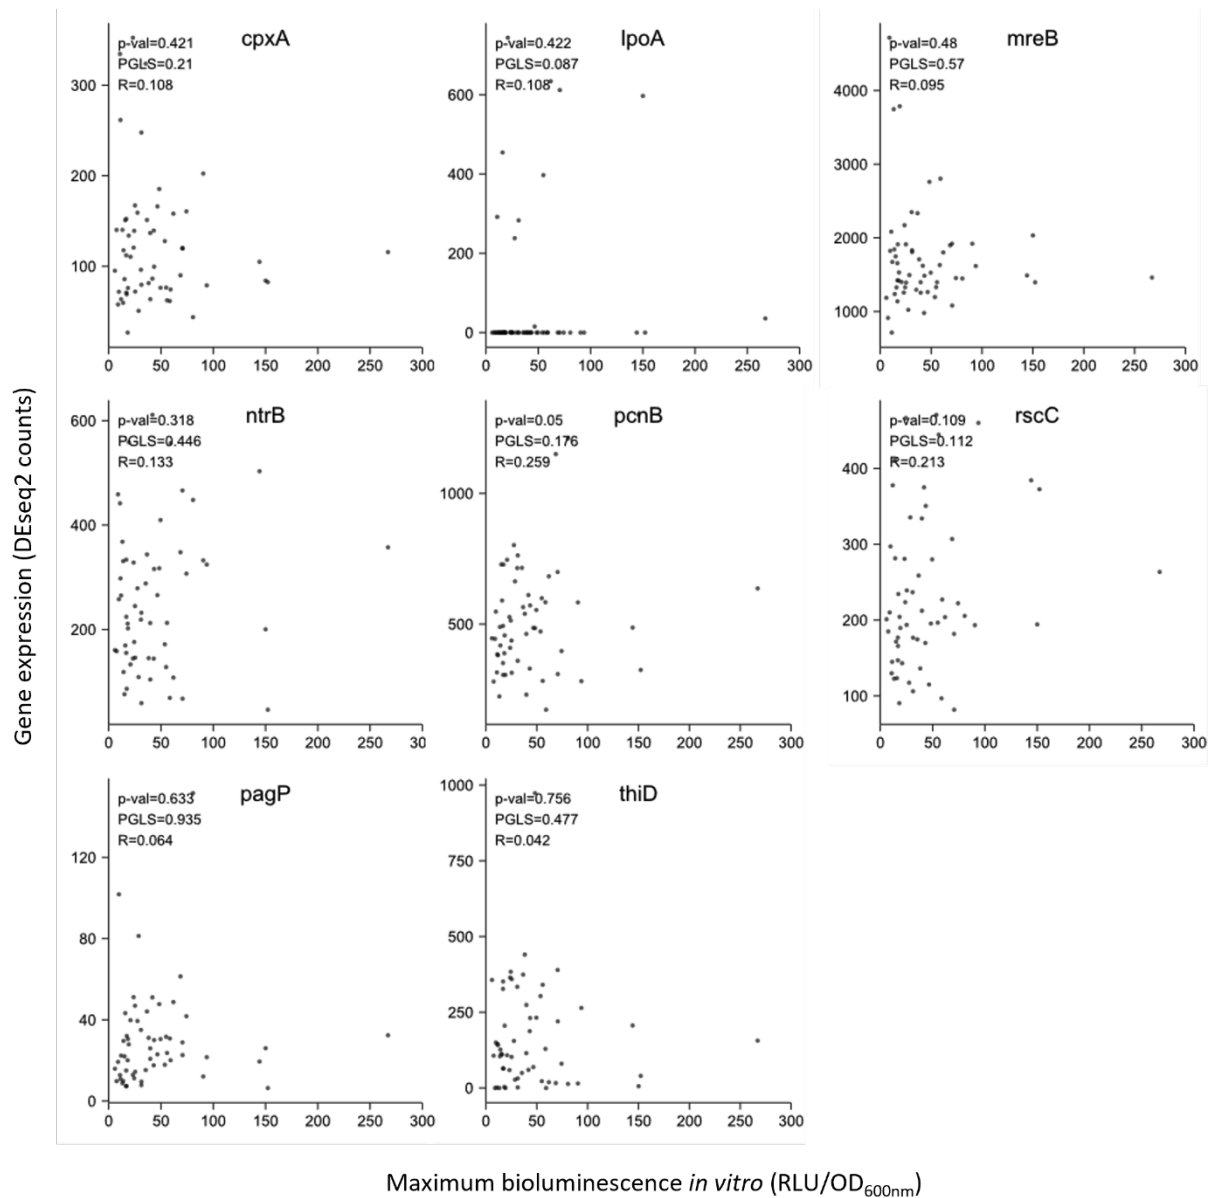 cpxA
p-val=0.421
PGLS=0.21
R=0.108
300
200
100
0 50 100 150 200 250 300
lpoA
p-val=0.422
PGLS=0.087
R=0.108
600
400
200
0
0 50 100 150 200 250 300
mreB
p-val=0.48
PGLS=0.57
R=0.095
4000
3000
2000
1000
0 50 100 150 200 250 300
ntrB
p-val=0.318
PGLS=0.446
R=0.133
600
400
200
0 50 100 150 200 250 300
pcnB
p-val=0.05
PGLS=0.176
R=0.259
1000
500
0 50 100 150 200 250 300
rscC
p-val=0.109
PGLS=0.112
R=0.213
400
300
200
100
0 50 100 150 200 250 300
pagP
p-val=0.633
PGLS=0.935
R=0.064
120
80
40
0
0 50 100 150 200 250 300
thiD
p-val=0.756
PGLS=0.477
R=0.042
1000
750
500
250
0
0 50 100 150 200 250 300
Gene expression (DEseq2 counts)
Maximum bioluminescence in vitro (RLU/OD600nm)